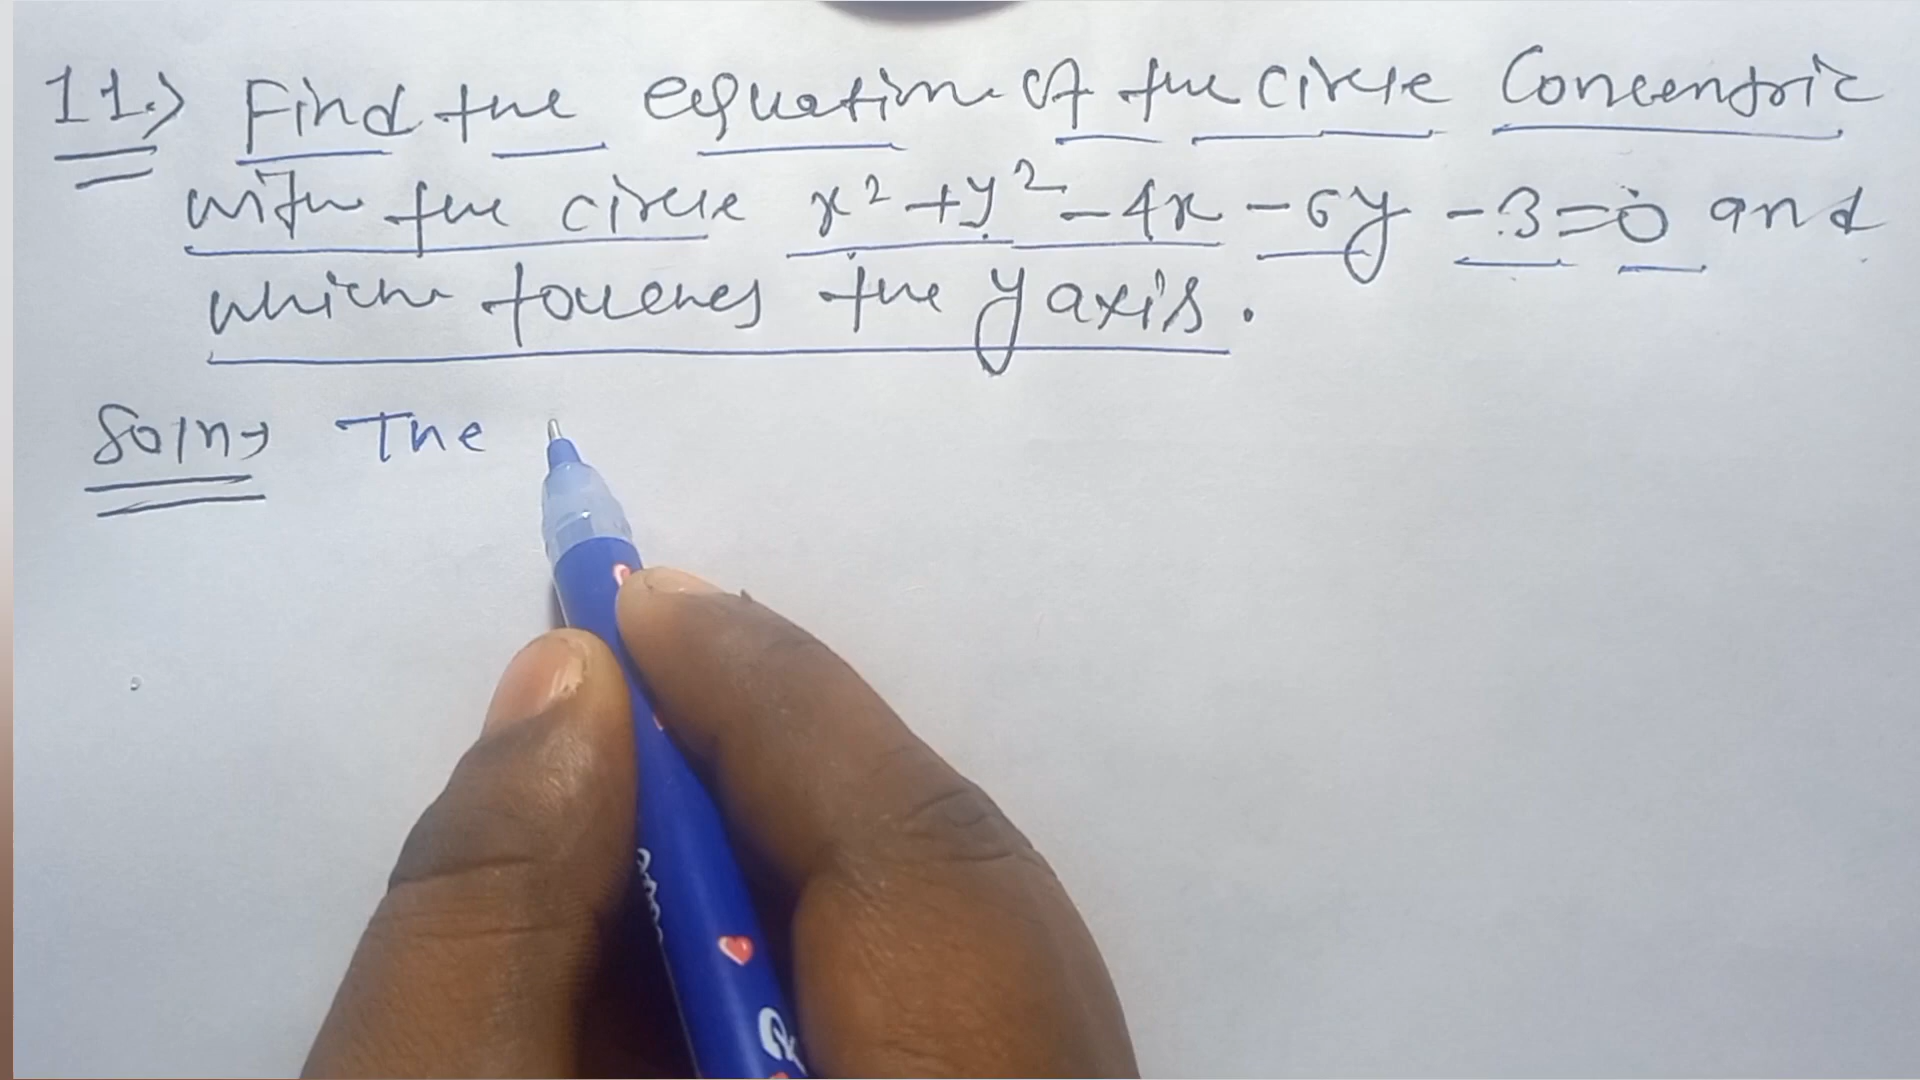 11.) Find the equation of the circle Concentric
with the circle x²+y²-4x-6y-3=0 and
which touches the y axis.
Soln→ The